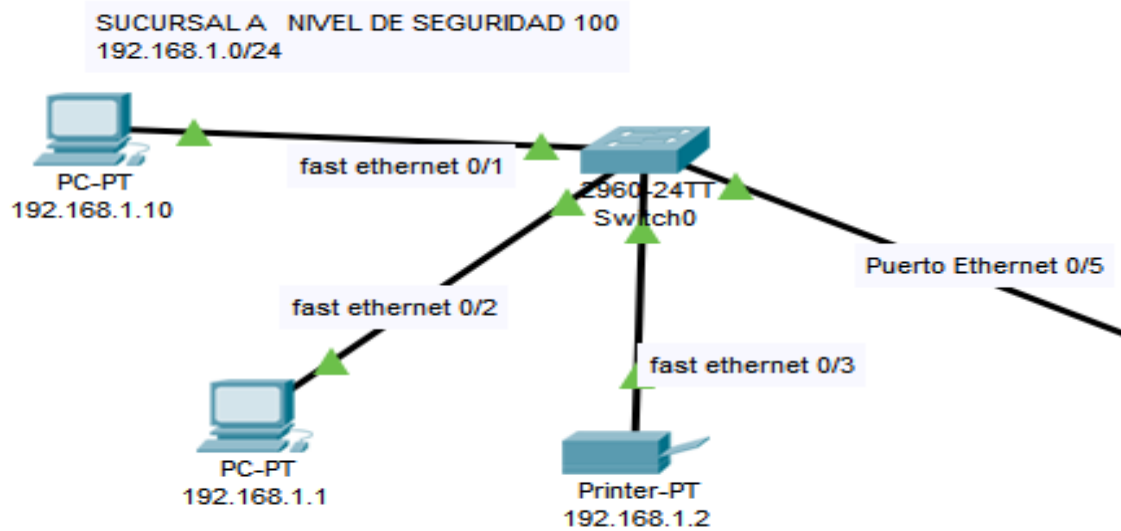 SUCURSAL A NIVEL DE SEGURIDAD 100
192.168.1.0/24
fast ethernet 0/1
PC-PT
192.168.1.10
2960-24TT
Switch0
Puerto Ethernet 0/5
fast ethernet 0/2
fast ethernet 0/3
PC-PT
192.168.1.1
Printer-PT
192.168.1.2